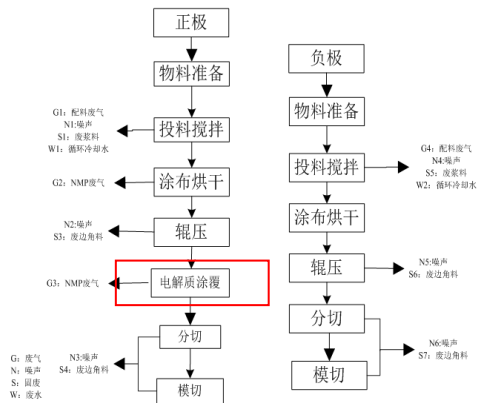 正极
物料准备
G1：配料废气
N1:噪声
S1：废浆料
W1：循环冷却水
投料搅拌
G2：NMP废气
涂布烘干
N2：噪声
S3：废边角料
辊压
G3：NMP废气
电解质涂覆
分切
N3：噪声
S4：废边角料
模切
G：废气
N：噪声
S：固废
W：废水
负极
物料准备
投料搅拌
G4：配料废气
N4:噪声
S5：废浆料
W2：循环冷却水
涂布烘干
辊压
N5:噪声
S6：废边角料
分切
N6:噪声
S7：废边角料
模切